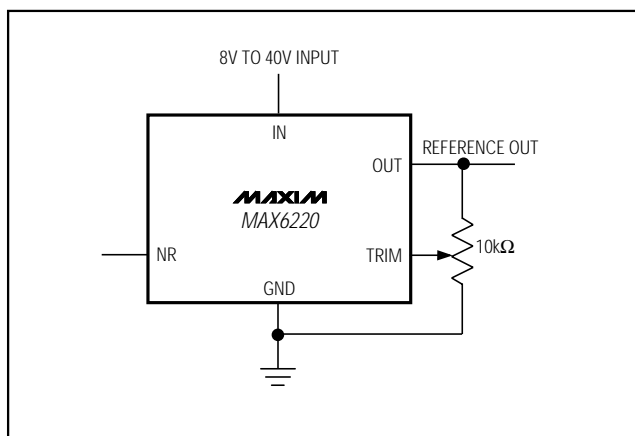 8V TO 40V INPUT
IN
REFERENCE OUT
OUT
MAXIM
MAX6220
10kΩ
NR
TRIM
GND